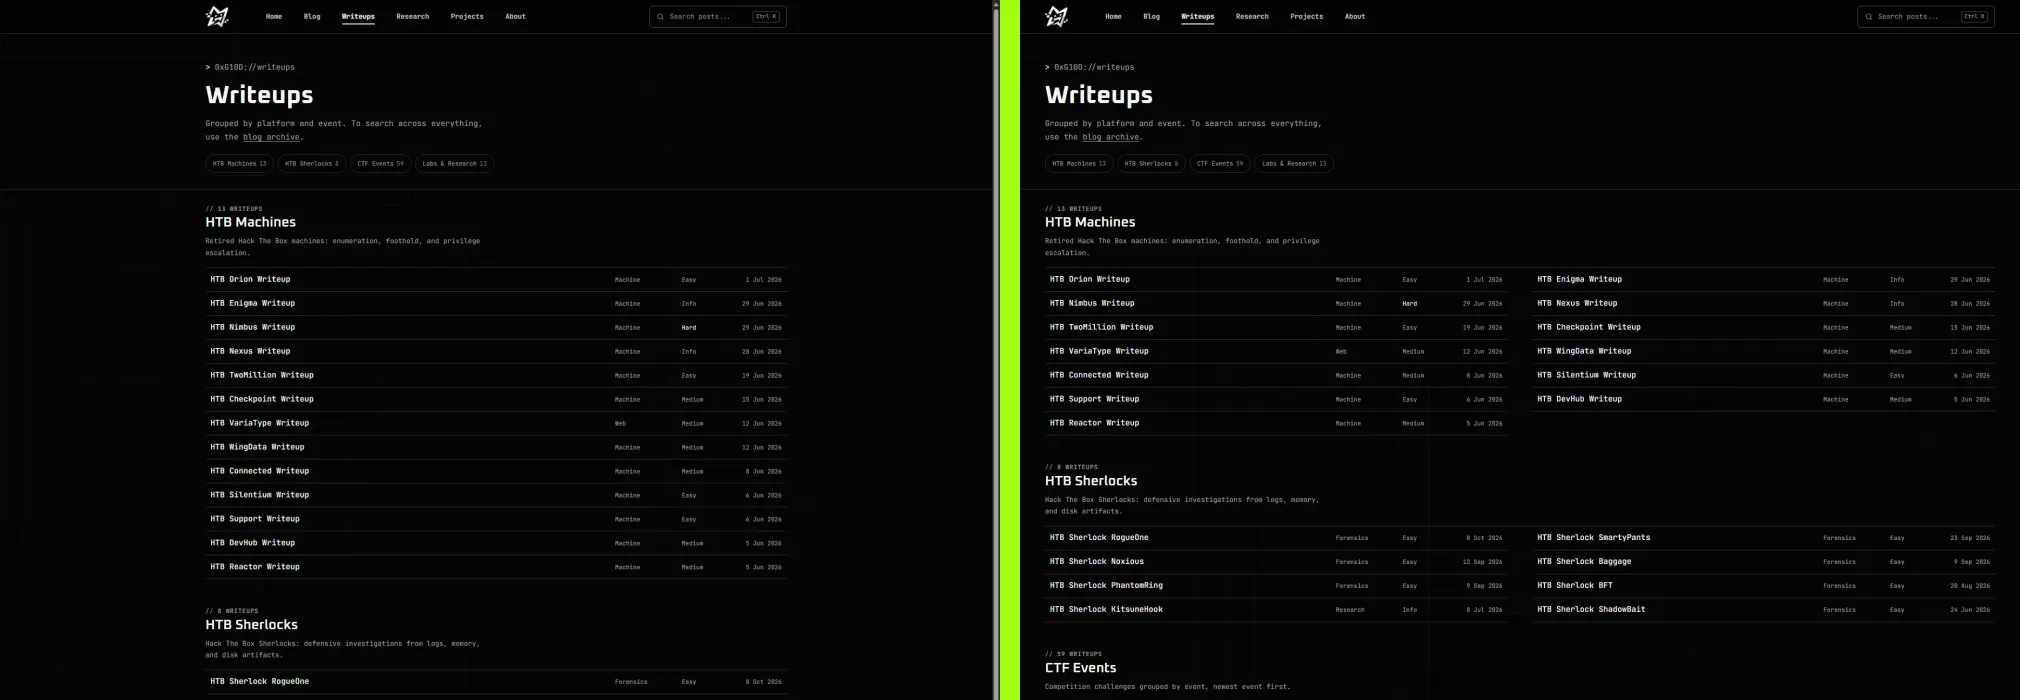 Home Blog Writeups Research Projects About Search posts... Ctrl K
> 0xG10D://writeups
Writeups
Grouped by platform and event. To search across everything,
use the blog archive.
HTB Machines 13 HTB Sherlocks 8 CTF Events 59 Labs & Research 13
// 13 WRITEUPS
HTB Machines
Retired Hack The Box machines: enumeration, foothold, and privilege
escalation.
HTB Orion Writeup Machine Easy 1 Jul 2026
HTB Enigma Writeup Machine Info 29 Jun 2026
HTB Nimbus Writeup Machine Hard 29 Jun 2026
HTB Nexus Writeup Machine Info 28 Jun 2026
HTB TwoMillion Writeup Machine Easy 19 Jun 2026
HTB Checkpoint Writeup Machine Medium 15 Jun 2026
HTB VariaType Writeup Web Medium 12 Jun 2026
HTB WingData Writeup Machine Medium 12 Jun 2026
HTB Connected Writeup Machine Medium 8 Jun 2026
HTB Silentium Writeup Machine Easy 6 Jun 2026
HTB Support Writeup Machine Easy 6 Jun 2026
HTB DevHub Writeup Machine Medium 5 Jun 2026
HTB Reactor Writeup Machine Medium 5 Jun 2026
// 8 WRITEUPS
HTB Sherlocks
Hack The Box Sherlocks: defensive investigations from logs, memory,
and disk artifacts.
HTB Sherlock RogueOne Forensics Easy 8 Oct 2026
Home Blog Writeups Research Projects About Search posts... Ctrl K
> 0xG10D://writeups
Writeups
Grouped by platform and event. To search across everything,
use the blog archive.
HTB Machines 13 HTB Sherlocks 8 CTF Events 59 Labs & Research 13
// 13 WRITEUPS
HTB Machines
Retired Hack The Box machines: enumeration, foothold, and privilege
escalation.
HTB Orion Writeup Machine Easy 1 Jul 2026 HTB Enigma Writeup Machine Info 29 Jun 2026
HTB Nimbus Writeup Machine Hard 29 Jun 2026 HTB Nexus Writeup Machine Info 28 Jun 2026
HTB TwoMillion Writeup Machine Easy 19 Jun 2026 HTB Checkpoint Writeup Machine Medium 15 Jun 2026
HTB VariaType Writeup Web Medium 12 Jun 2026 HTB WingData Writeup Machine Medium 12 Jun 2026
HTB Connected Writeup Machine Medium 8 Jun 2026 HTB Silentium Writeup Machine Easy 6 Jun 2026
HTB Support Writeup Machine Easy 6 Jun 2026 HTB DevHub Writeup Machine Medium 5 Jun 2026
HTB Reactor Writeup Machine Medium 5 Jun 2026
// 8 WRITEUPS
HTB Sherlocks
Hack The Box Sherlocks: defensive investigations from logs, memory,
and disk artifacts.
HTB Sherlock RogueOne Forensics Easy 8 Oct 2026 HTB Sherlock SmartyPants Forensics Easy 23 Sep 2026
HTB Sherlock Noxious Forensics Easy 12 Sep 2026 HTB Sherlock Baggage Forensics Easy 9 Sep 2026
HTB Sherlock PhantomRing Forensics Easy 9 Sep 2026 HTB Sherlock BFT Forensics Easy 20 Aug 2026
HTB Sherlock KitsuneHook Research Info 8 Jul 2026 HTB Sherlock ShadowBait Forensics Easy 24 Jun 2026
// 59 WRITEUPS
CTF Events
Competition challenges grouped by event, newest event first.